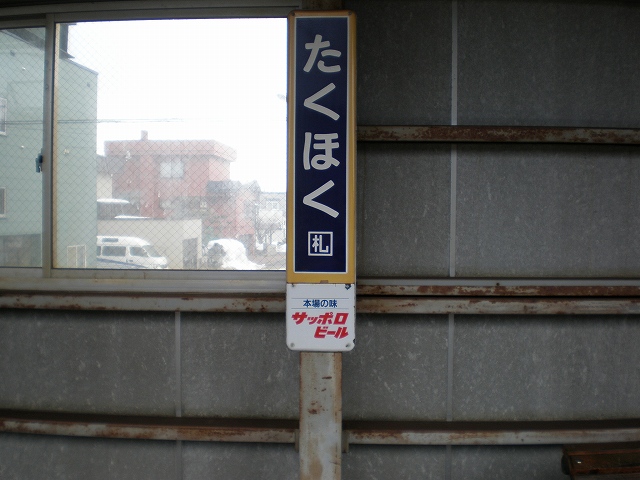 たくほく
札
本場の味
サッポロ
ビール